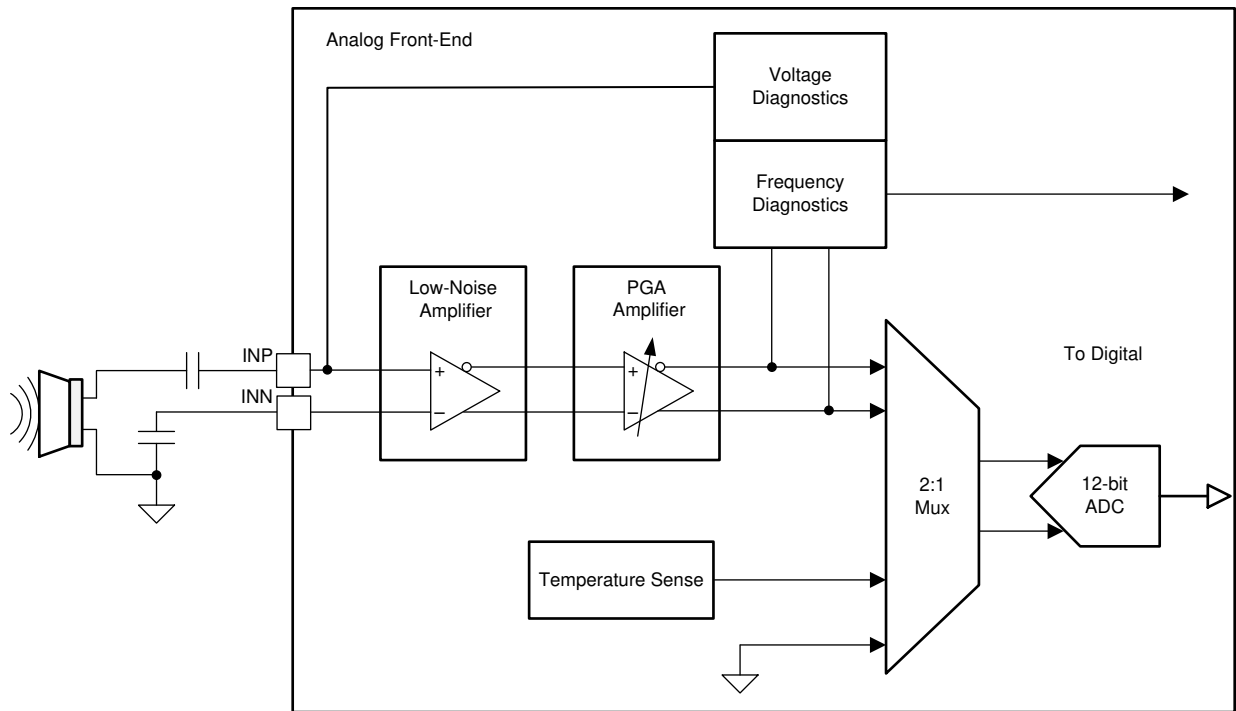 Analog Front-End
Voltage
Diagnostics
Frequency
Diagnostics
Low-Noise
Amplifier
PGA
Amplifier
INP
INN
+
−
+
−
To Digital
2:1
Mux
12-bit
ADC
Temperature Sense